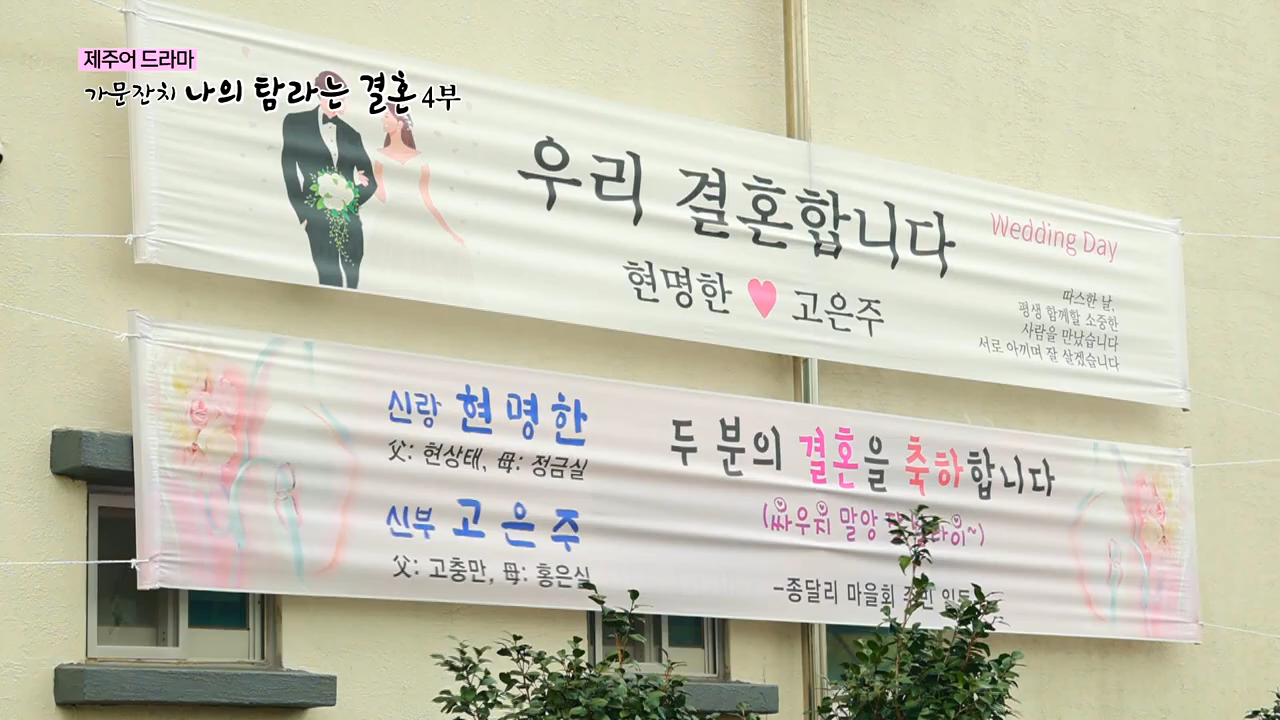 제주어 드라마
가문잔치 나의 탐라는 결혼 4부
우리 결혼합니다
현명한 ♥ 고은주
Wedding Day
따스한 날,
평생 함께할 소중한
사람을 만났습니다
서로 아끼며 잘 살겠습니다
신랑 현명한
父: 현상태, 母: 정금실
신부 고은주
父: 고충만, 母: 홍은실
두 분의 결혼을 축하합니다
(싸우지 말앙
-종달리 마을회